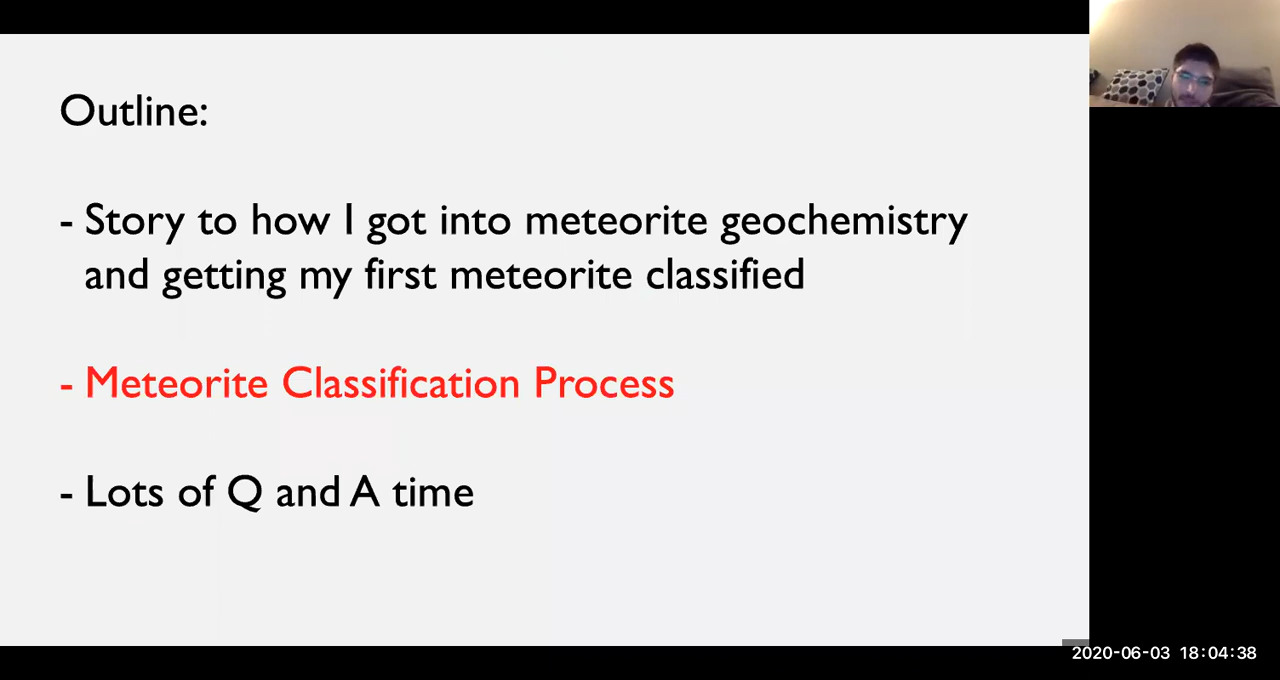 Outline:
- Story to how I got into meteorite geochemistry
and getting my first meteorite classified
- Meteorite Classification Process
- Lots of Q and A time
2020-06-03 18:04:38